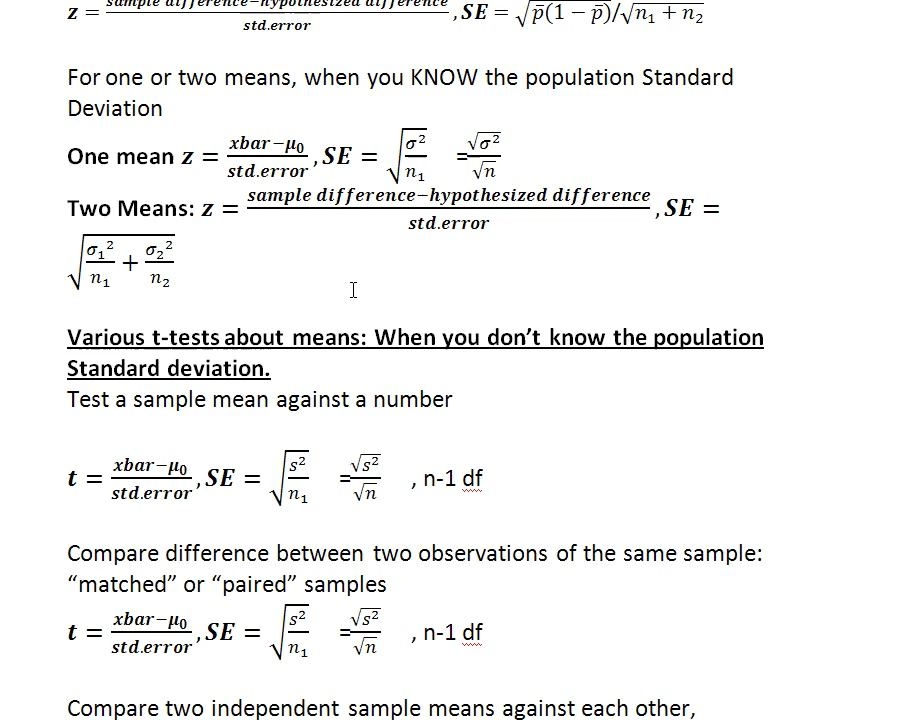 z = sample difference−hypothesized difference / std.error , SE = √p̄(1 − p̄)/√n₁ + n₂
For one or two means, when you KNOW the population Standard
Deviation
One mean z = xbar−μ₀ / std.error , SE = √σ²/n₁ = √σ²/√n
Two Means: z = sample difference−hypothesized difference / std.error , SE =
√σ₁²/n₁ + σ₂²/n₂
Various t-tests about means: When you don’t know the population
Standard deviation.
Test a sample mean against a number
t = xbar−μ₀ / std.error , SE = √s²/n₁ = √s²/√n , n-1 df
Compare difference between two observations of the same sample:
“matched” or “paired” samples
t = xbar−μ₀ / std.error , SE = √s²/n₁ = √s²/√n , n-1 df
Compare two independent sample means against each other,